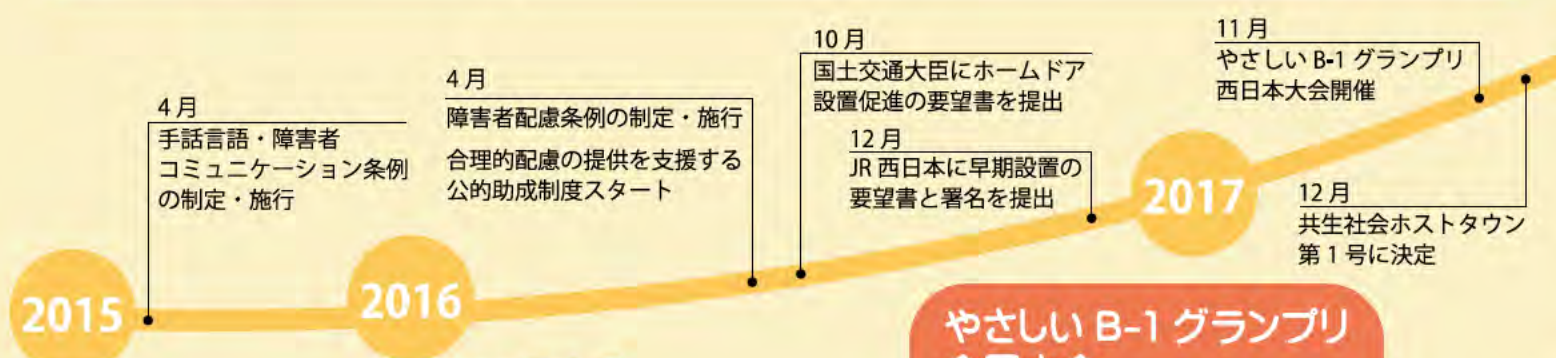 2015
4月
手話言語・障害者
コミュニケーション条例
の制定・施行
2016
4月
障害者配慮条例の制定・施行
合理的配慮の提供を支援する
公的助成制度スタート
10月
国土交通大臣にホームドア
設置促進の要望書を提出
12月
JR西日本に早期設置の
要望書と署名を提出
2017
11月
やさしいB-1グランプリ
西日本大会開催
12月
共生社会ホストタウン
第1号に決定
やさしいB-1グランプリ